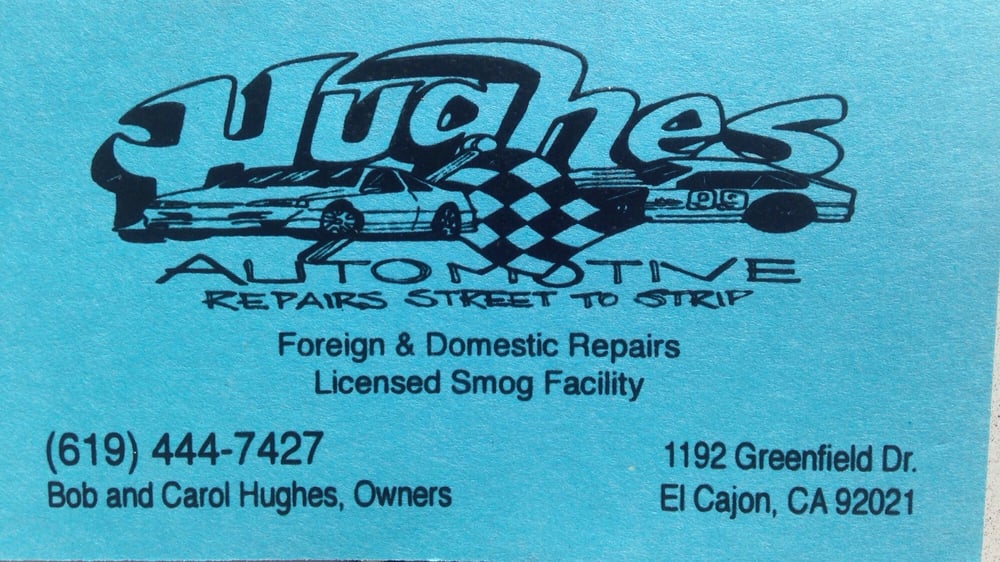 Hughes
99
AUTOMOTIVE
REPAIRS STREET TO STRIP
Foreign & Domestic Repairs
Licensed Smog Facility
(619) 444-7427
Bob and Carol Hughes, Owners
1192 Greenfield Dr.
El Cajon, CA 92021